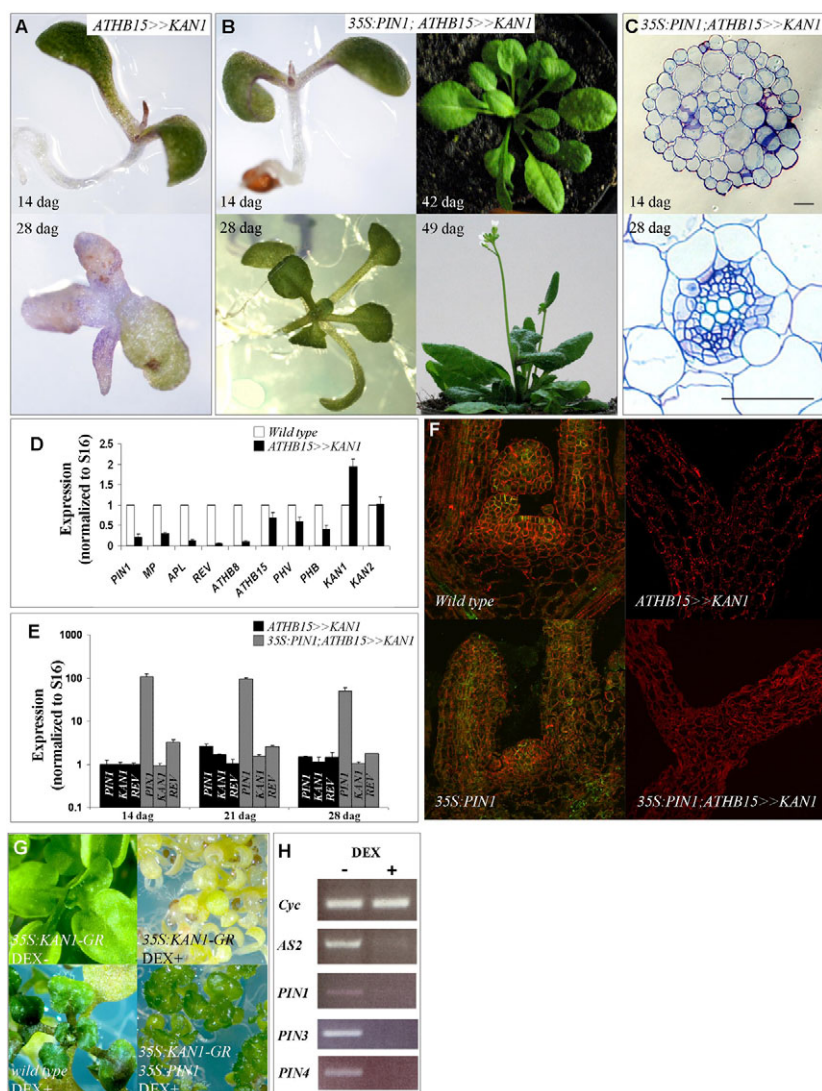 A
ATHB15>>KAN1
14 dag
28 dag
B
35S:PIN1; ATHB15>>KAN1
14 dag
42 dag
28 dag
49 dag
C
35S:PIN1;ATHB15>>KAN1
14 dag
28 dag
D
Wild type
ATHB15>>KAN1
Expression
(normalized to S16)
2.5
2
1.5
1
0.5
0
PIN1
MP
APL
REV
ATHB8
ATHB15
PHV
PHB
KAN1
KAN2
E
ATHB15>>KAN1
35S:PIN1;ATHB15>>KAN1
Expression
(normalized to S16)
1000
100
10
1
0.1
PIN1
KAN1
REV
PIN1
KAN1
REV
PIN1
KAN1
REV
PIN1
KAN1
REV
PIN1
KAN1
REV
PIN1
KAN1
REV
14 dag
21 dag
28 dag
F
Wild type
ATHB15>>KAN1
35S:PIN1
35S:PIN1;ATHB15>>KAN1
G
35S:KAN1-GR
DEX-
35S:KAN1-GR
DEX+
wild type
DEX+
35S:KAN1-GR
35S:PIN1
DEX+
H
DEX
- +
Cyc
AS2
PIN1
PIN3
PIN4